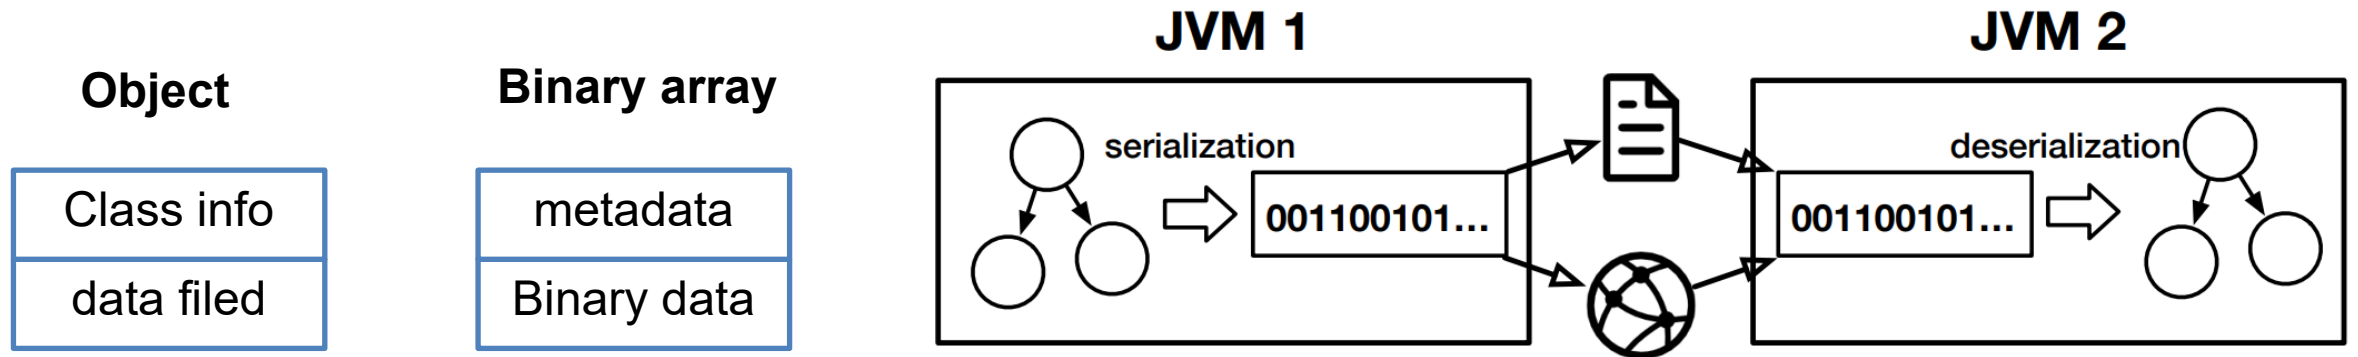 Object
Class info
data filed
Binary array
metadata
Binary data
JVM 1
serialization
001100101...
JVM 2
deserialization
001100101...